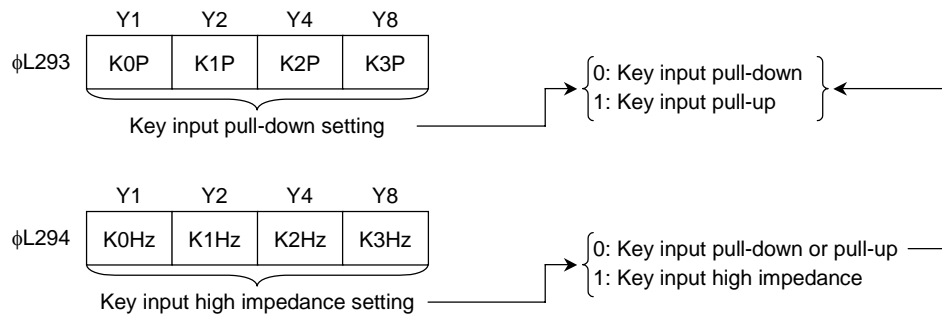 Y1 Y2 Y4 Y8
ϕL293 K0P K1P K2P K3P
Key input pull-down setting
0: Key input pull-down
1: Key input pull-up
Y1 Y2 Y4 Y8
ϕL294 K0Hz K1Hz K2Hz K3Hz
Key input high impedance setting
0: Key input pull-down or pull-up
1: Key input high impedance